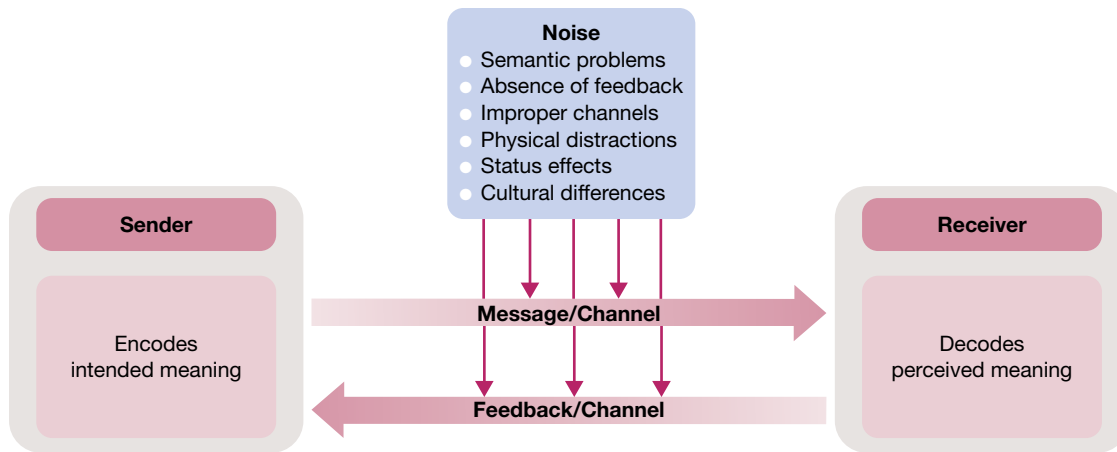 Noise
Semantic problems
Absence of feedback
Improper channels
Physical distractions
Status effects
Cultural differences
Sender
Receiver
Message/Channel
Encodes
intended meaning
Decodes
perceived meaning
Feedback/Channel